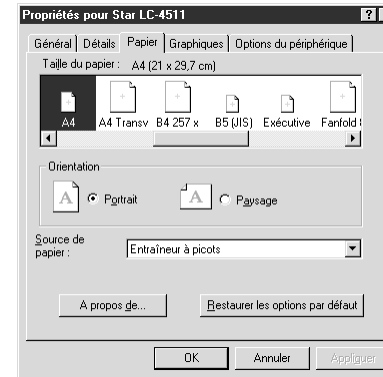 Propriétés pour Star LC-4511
Général Détails Papier Graphiques Options du périphérique
Taille du papier : A4 (21 x 29,7 cm)
A4 A4 Transv B4 257 x B5 (JIS) Exécutive Fanfold
Orientation
A Portrait A Paysage
Source de
papier : Entraîneur à picots
A propos de... Restaurer les options par défaut
OK Annuler Appliquer